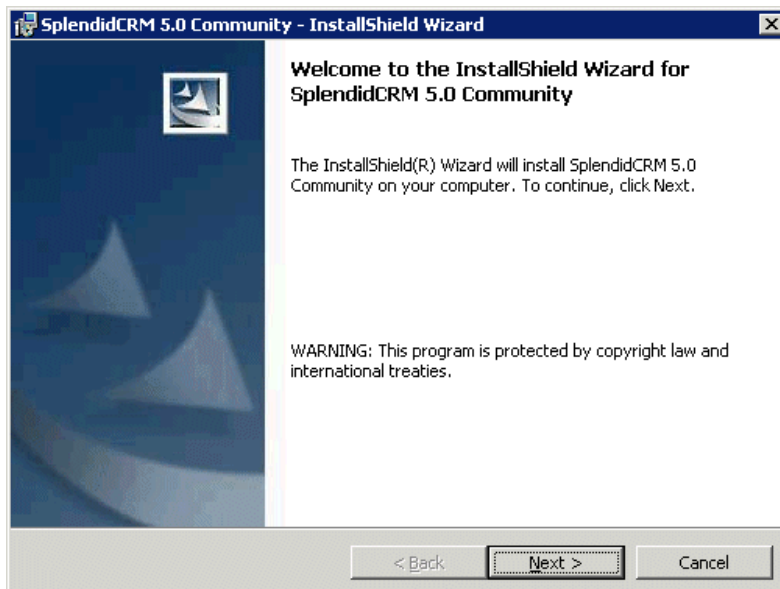 SplendidCRM 5.0 Community - InstallShield Wizard
Welcome to the InstallShield Wizard for
SplendidCRM 5.0 Community
The InstallShield(R) Wizard will install SplendidCRM 5.0
Community on your computer. To continue, click Next.
WARNING: This program is protected by copyright law and
international treaties.
< Back
Next >
Cancel